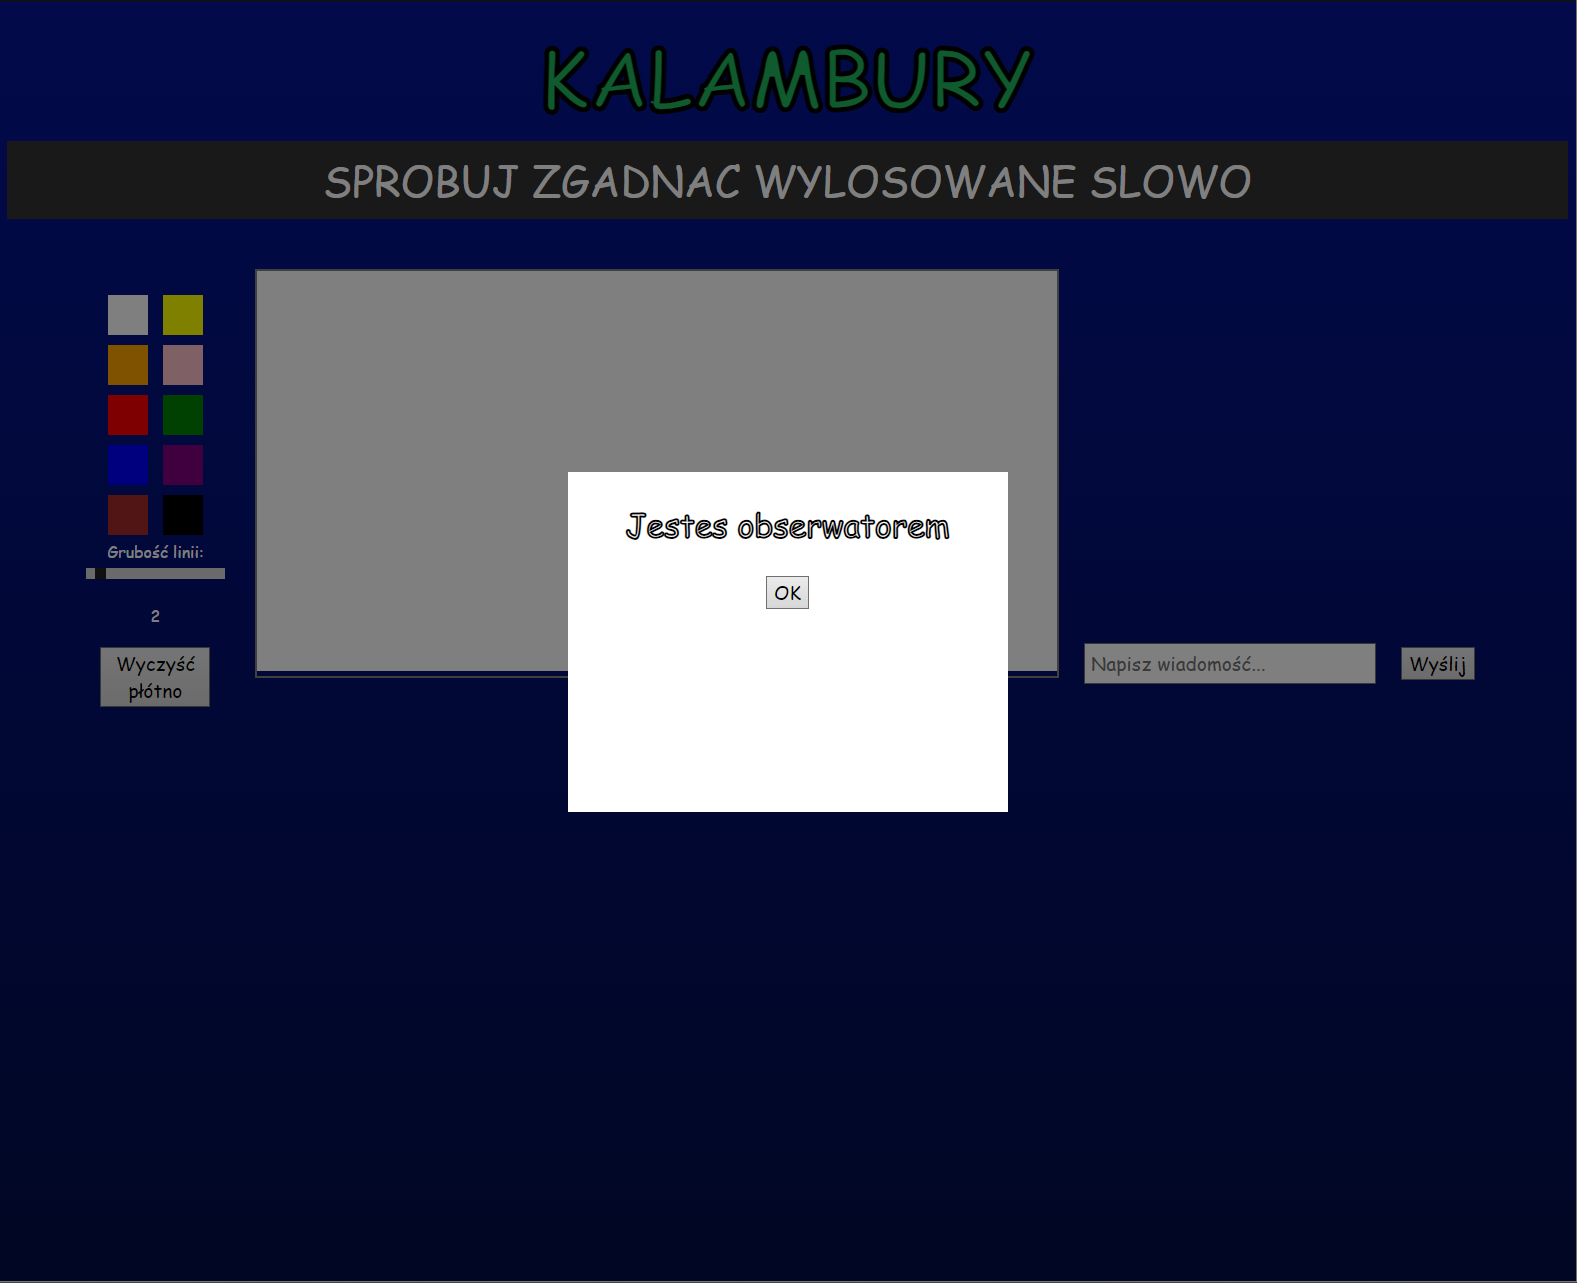 KALAMBURY
SPROBUJ ZGADNAC WYLOSOWANE SLOWO
Jestes obserwatorem
OK
Grubość linii:
2
Wyczyść
płótno
Napisz wiadomość...
Wyślij